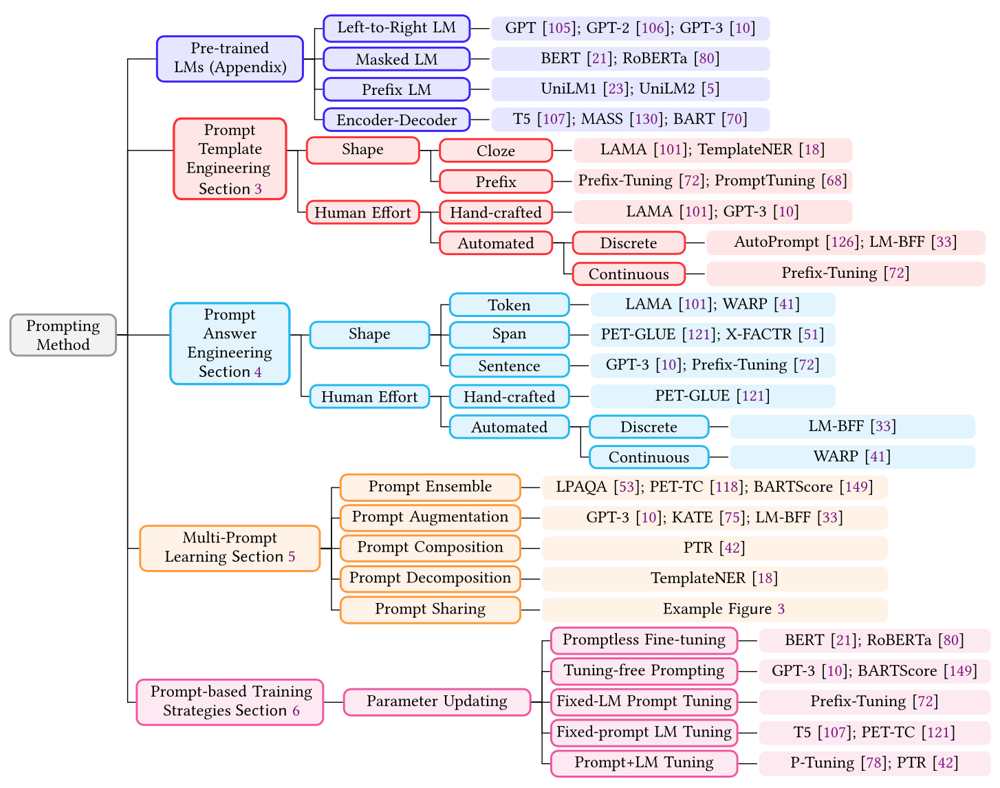 Prompting
Method
Pre-trained
LMs (Appendix)
Left-to-Right LM
GPT [105]; GPT-2 [106]; GPT-3 [10]
Masked LM
BERT [21]; RoBERTa [80]
Prefix LM
UniLM1 [23]; UniLM2 [5]
Encoder-Decoder
T5 [107]; MASS [130]; BART [70]
Prompt
Template
Engineering
Section 3
Shape
Cloze
LAMA [101]; TemplateNER [18]
Prefix
Prefix-Tuning [72]; PromptTuning [68]
Human Effort
Hand-crafted
LAMA [101]; GPT-3 [10]
Automated
Discrete
AutoPrompt [126]; LM-BFF [33]
Continuous
Prefix-Tuning [72]
Prompt
Answer
Engineering
Section 4
Shape
Token
LAMA [101]; WARP [41]
Span
PET-GLUE [121]; X-FACTR [51]
Sentence
GPT-3 [10]; Prefix-Tuning [72]
Human Effort
Hand-crafted
PET-GLUE [121]
Automated
Discrete
LM-BFF [33]
Continuous
WARP [41]
Multi-Prompt
Learning Section 5
Prompt Ensemble
LPAQA [53]; PET-TC [118]; BARTScore [149]
Prompt Augmentation
GPT-3 [10]; KATE [75]; LM-BFF [33]
Prompt Composition
PTR [42]
Prompt Decomposition
TemplateNER [18]
Prompt Sharing
Example Figure 3
Prompt-based Training
Strategies Section 6
Parameter Updating
Promptless Fine-tuning
BERT [21]; RoBERTa [80]
Tuning-free Prompting
GPT-3 [10]; BARTScore [149]
Fixed-LM Prompt Tuning
Prefix-Tuning [72]
Fixed-prompt LM Tuning
T5 [107]; PET-TC [121]
Prompt+LM Tuning
P-Tuning [78]; PTR [42]